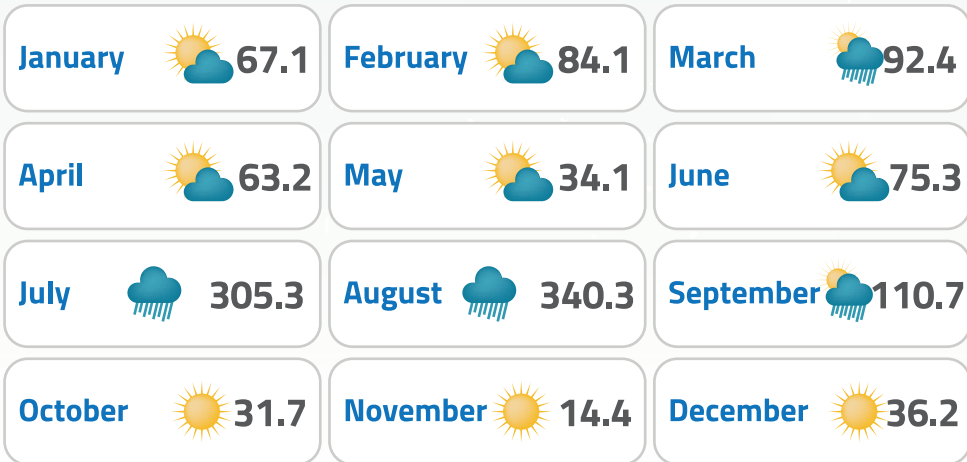 January 67.1
February 84.1
March 92.4
April 63.2
May 34.1
June 75.3
July 305.3
August 340.3
September 110.7
October 31.7
November 14.4
December 36.2